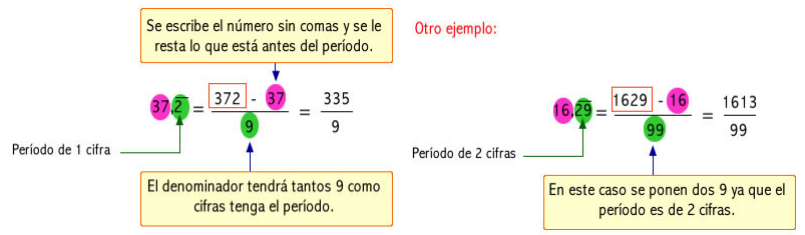 Se escribe el número sin comas y se le
resta lo que está antes del período.
37,2̅ = (372 - 37) / 9 = 335 / 9
Período de 1 cifra
El denominador tendrá tantos 9 como
cifras tenga el período.
Otro ejemplo:
16,2̅9̅ = (1629 - 16) / 99 = 1613 / 99
Período de 2 cifras
En este caso se ponen dos 9 ya que el
período es de 2 cifras.